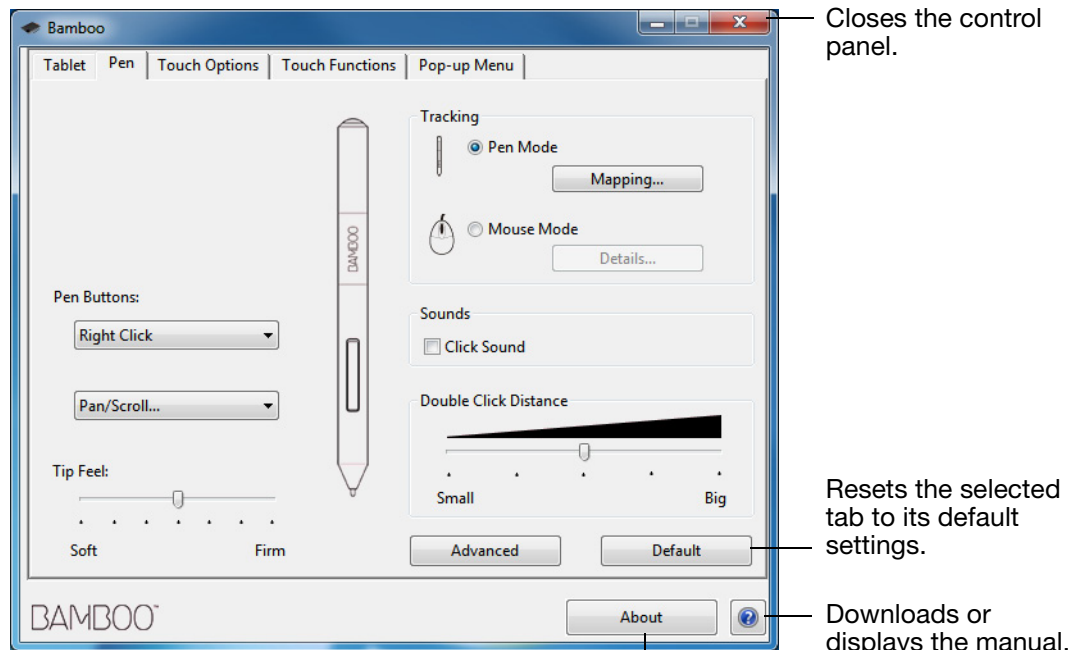 Bamboo
Closes the control
panel.
Tablet Pen Touch Options Touch Functions Pop-up Menu
Tracking
Pen Mode
Mapping...
Mouse Mode
Details...
BAMBOO
Pen Buttons:
Right Click
Pan/Scroll...
Sounds
Click Sound
Double Click Distance
Small Big
Tip Feel:
Soft Firm
Advanced Default
Resets the selected
tab to its default
settings.
BAMBOO™
About ?
Downloads or
displays the manual.